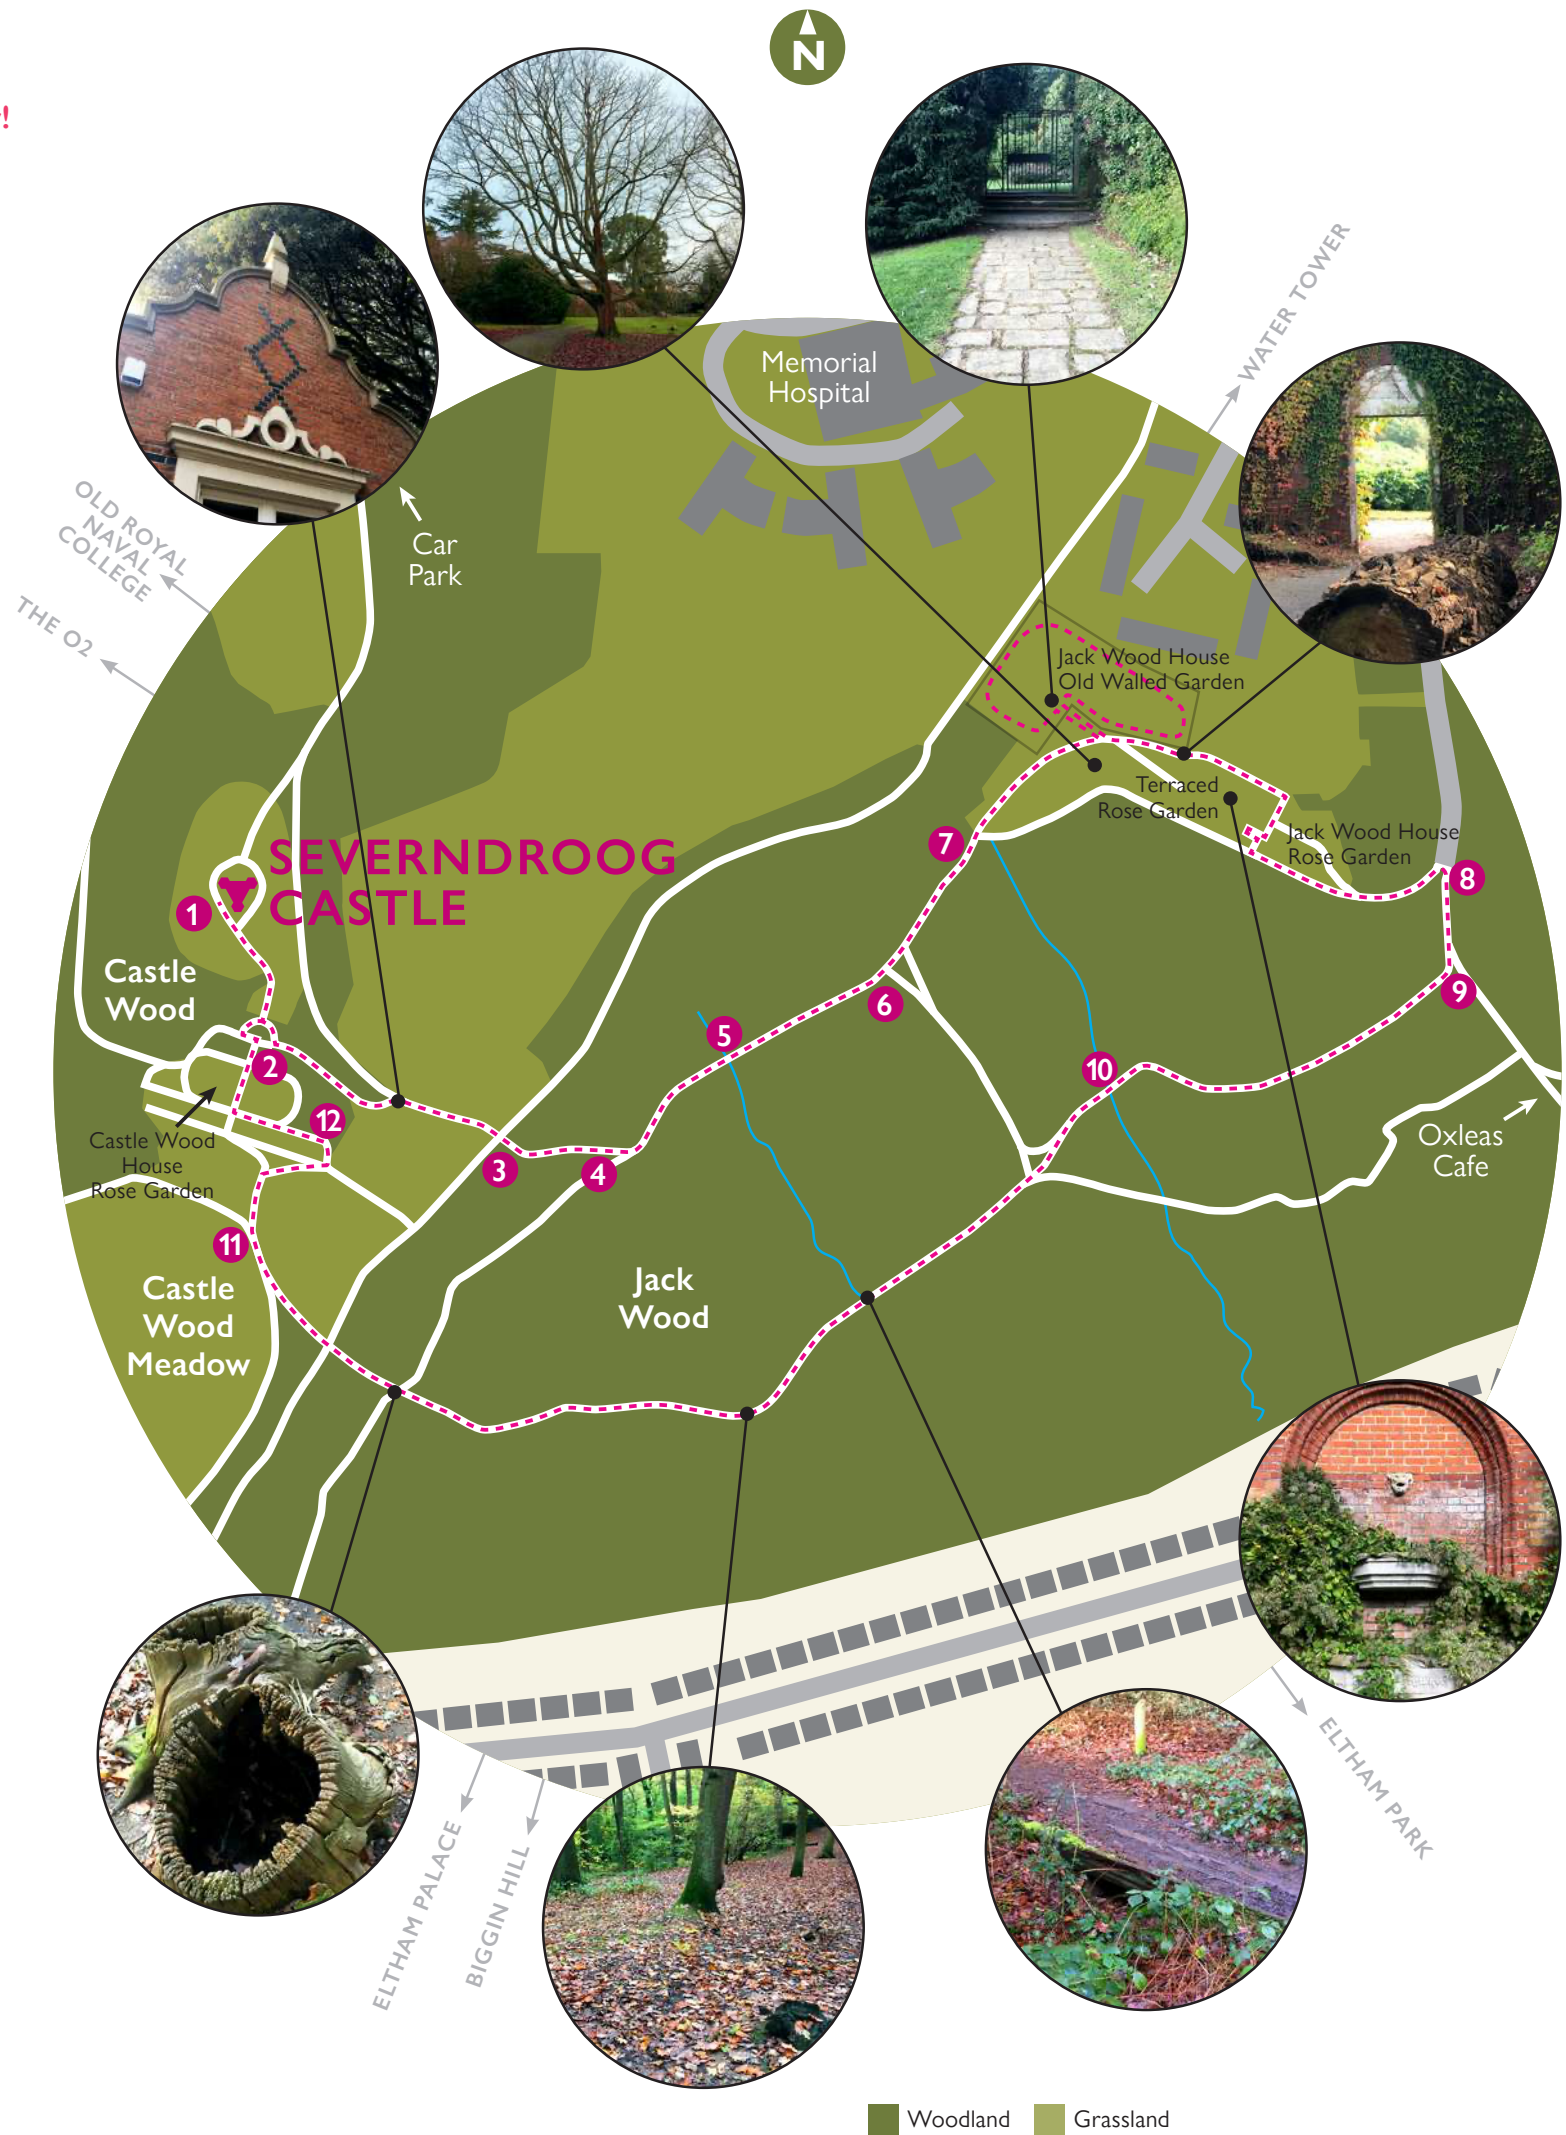 !
N
Memorial
Hospital
WATER TOWER
OLD ROYAL
NAVAL
COLLEGE
THE O2
Car
Park
Jack Wood House
Old Walled Garden
Terraced
Rose Garden
Jack Wood House
Rose Garden
7
8
SEVERNDROOG
CASTLE
1
Castle
Wood
9
6
5
2
10
12
Castle Wood
House
Rose Garden
3
4
Oxleas
Cafe
11
Castle
Wood
Meadow
Jack
Wood
ELTHAM PALACE
BIGGIN HILL
ELTHAM PARK
Woodland
Grassland